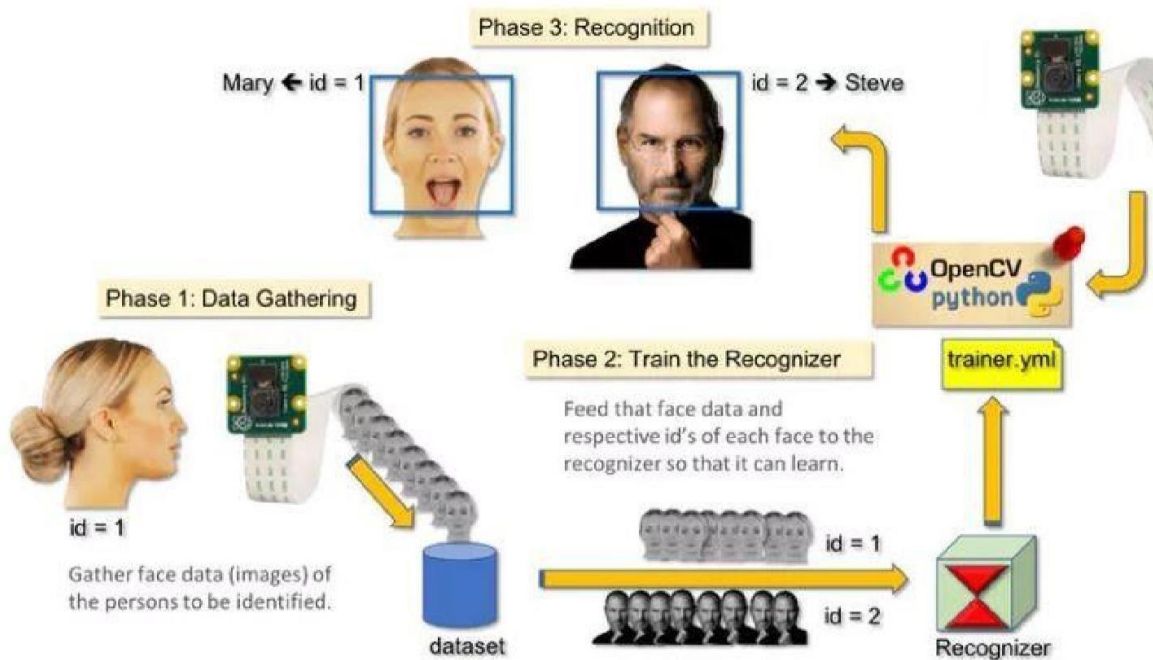 Phase 3: Recognition
Mary ← id = 1
id = 2 → Steve
OpenCV
python
Phase 1: Data Gathering
Phase 2: Train the Recognizer
trainer.yml
Feed that face data and
respective id's of each face to the
recognizer so that it can learn.
id = 1
Gather face data (images) of
the persons to be identified.
dataset
id = 1
id = 2
Recognizer